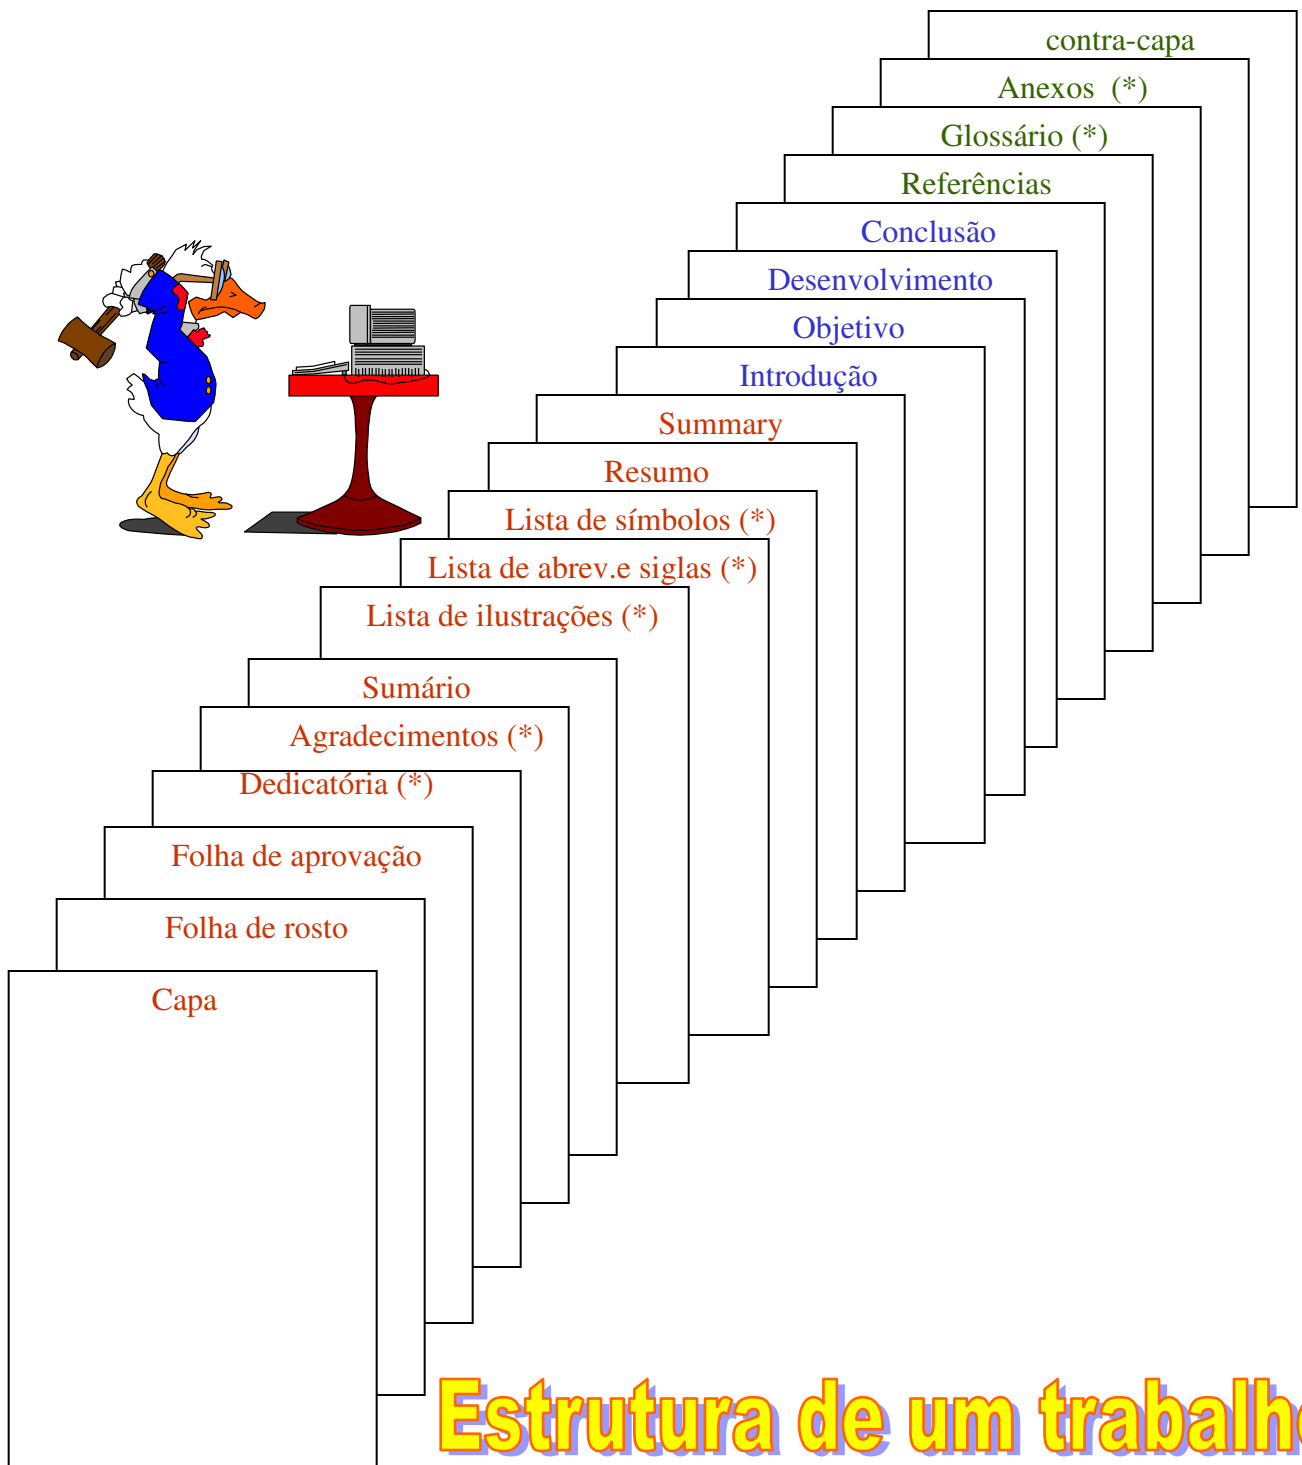 contra-capa
Anexos (*)
Glossário (*)
Referências
Conclusão
Desenvolvimento
Objetivo
Introdução
Summary
Resumo
Lista de símbolos (*)
Lista de abrev.e siglas (*)
Lista de ilustrações (*)
Sumário
Agradecimentos (*)
Dedicatória (*)
Folha de aprovação
Folha de rosto
Capa
Estrutura de um trabalho